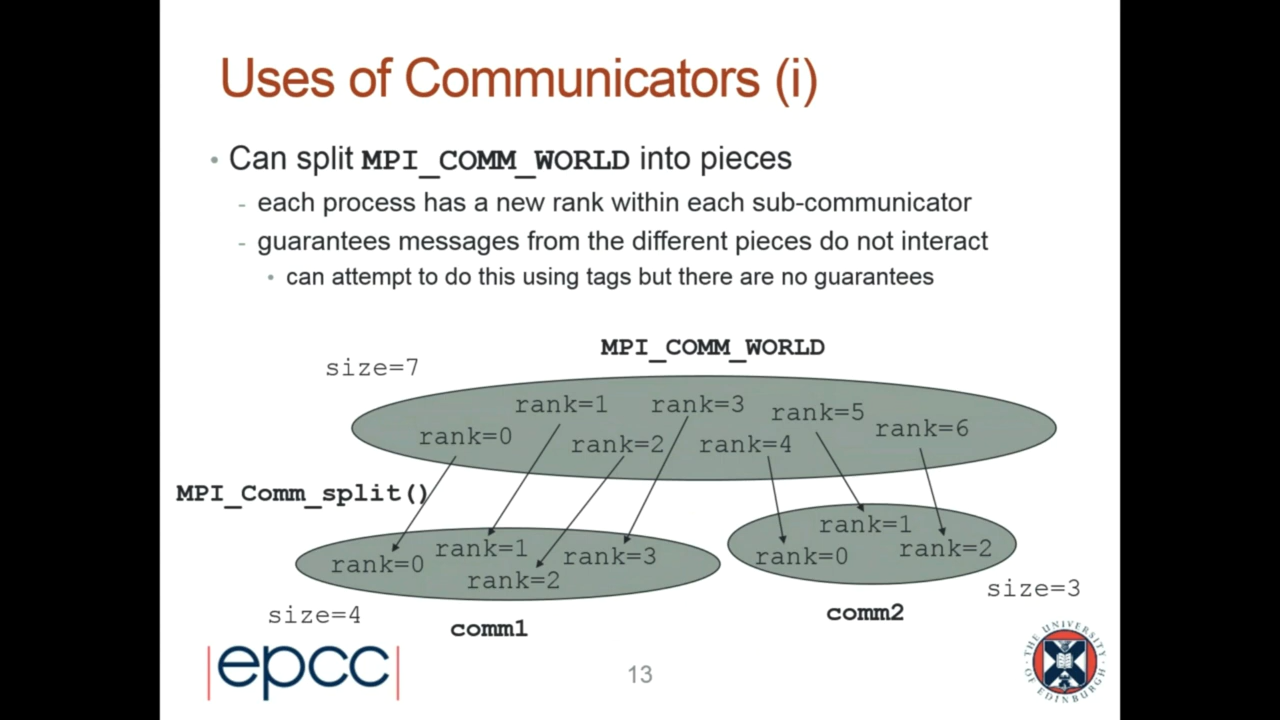 Uses of Communicators (i)
• Can split MPI_COMM_WORLD into pieces
- each process has a new rank within each sub-communicator
- guarantees messages from the different pieces do not interact
• can attempt to do this using tags but there are no guarantees
MPI_COMM_WORLD
size=7
rank=1 rank=3 rank=5
rank=0 rank=2 rank=4 rank=6
MPI_Comm_split()
rank=0 rank=1 rank=2 rank=3
rank=0 rank=1 rank=2
size=4
size=3
comm1
comm2
epcc
13
THE UNIVERSITY
OF EDINBURGH